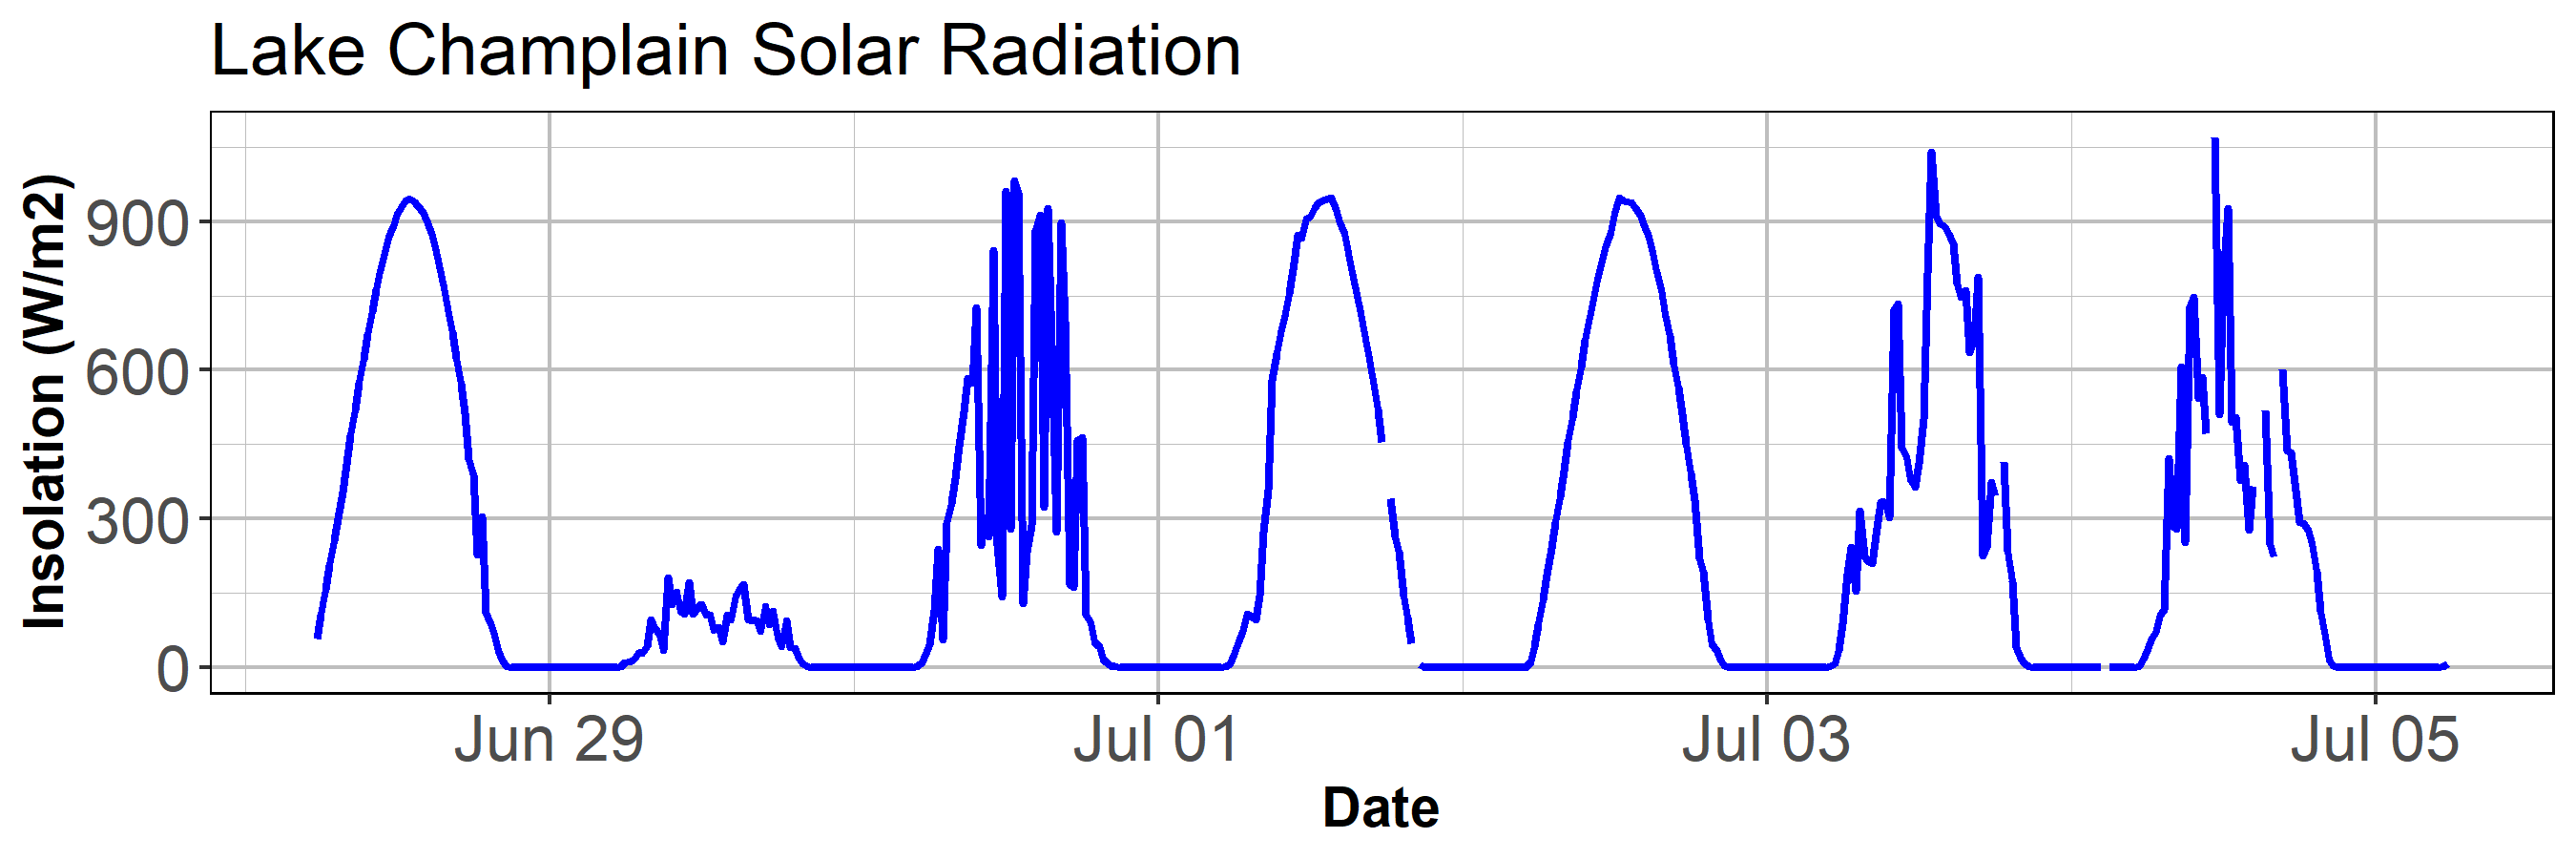 Lake Champlain Solar Radiation
Insolation (W/m2)
900
600
300
0
Jun 29 Jul 01 Jul 03 Jul 05
Date